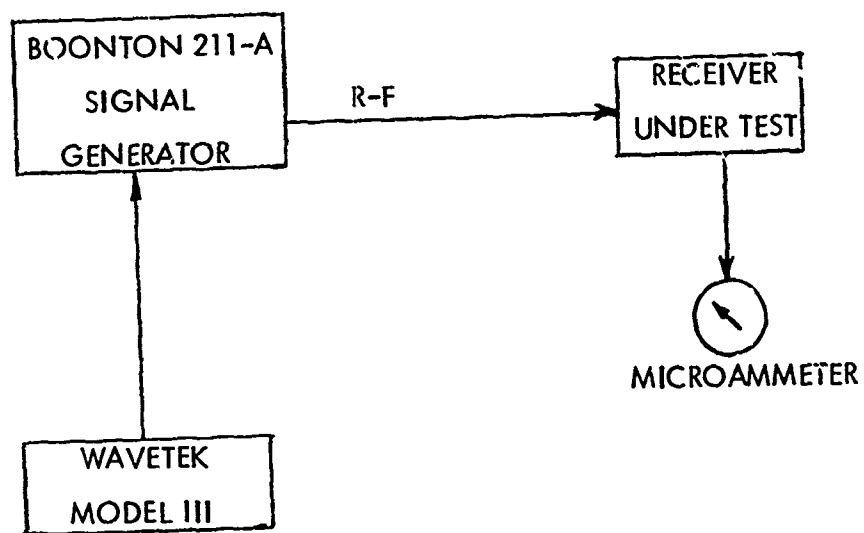 BOONTON 211-A
SIGNAL
GENERATOR
R-F
RECEIVER
UNDER TEST
MICROAMMETER
WAVETEK
MODEL III